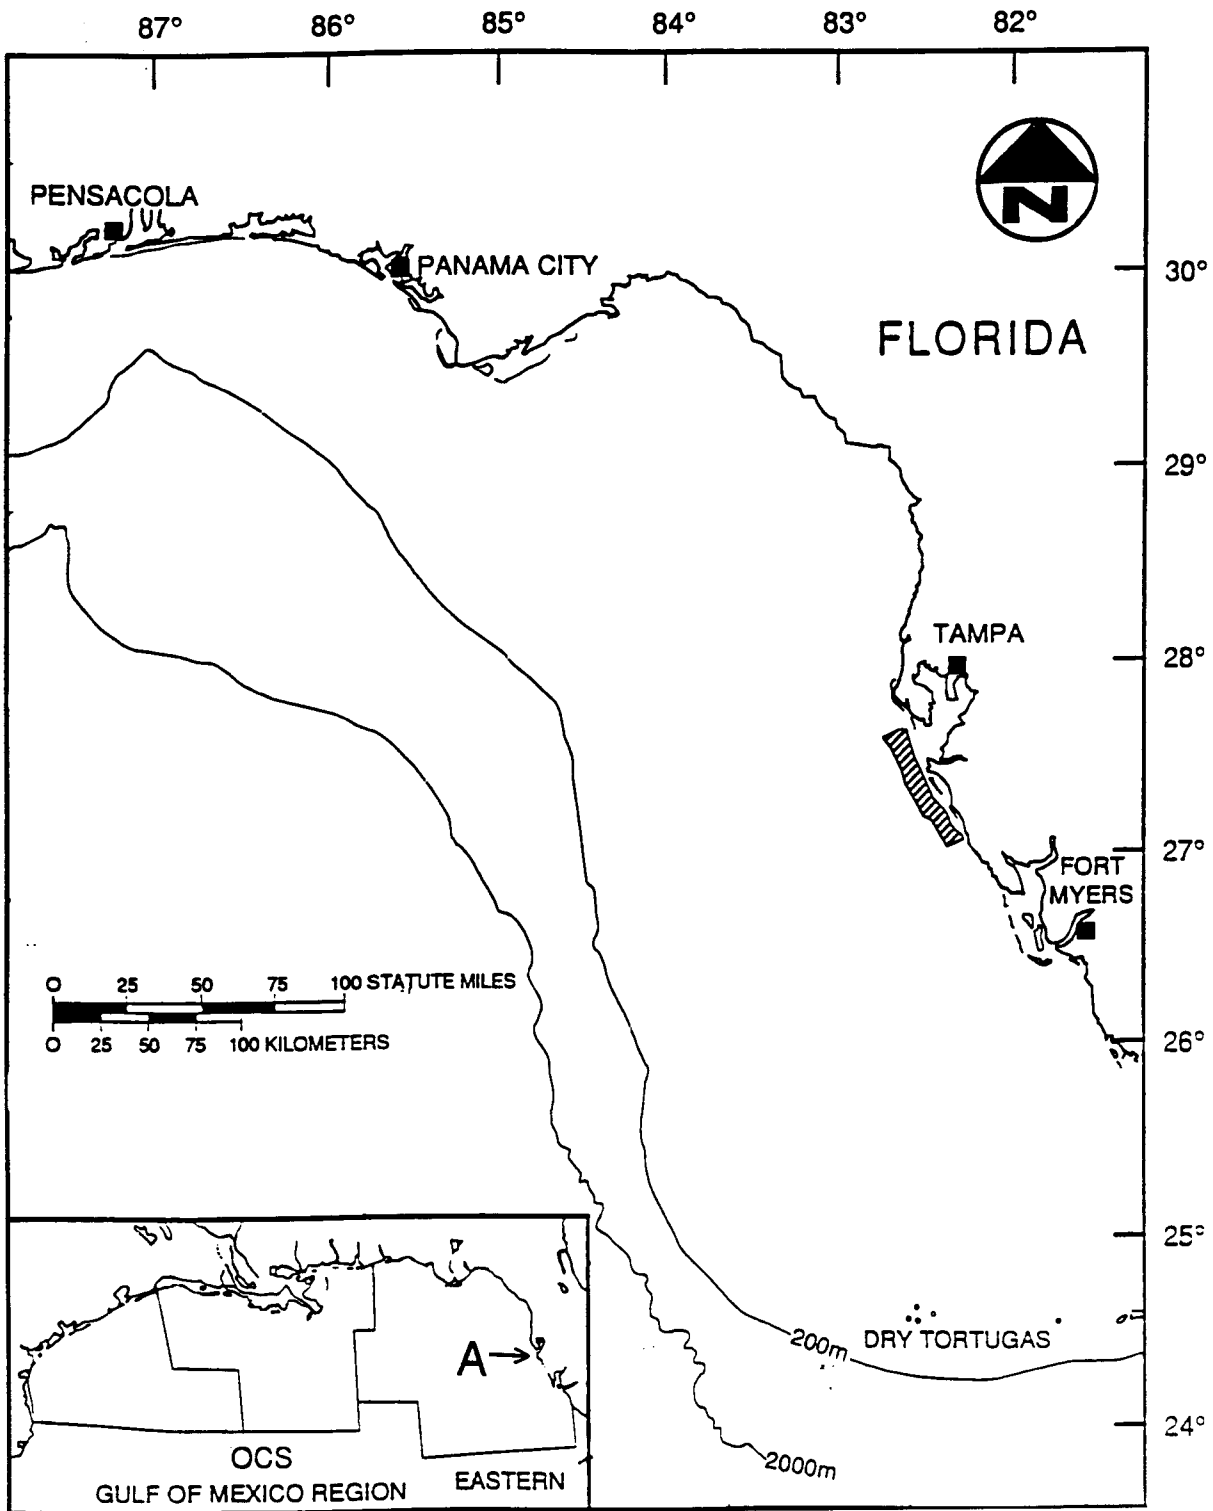 87° 86° 85° 84° 83° 82°
N
PENSACOLA
PANAMA CITY
30°
FLORIDA
29°
TAMPA
28°
27°
FORT
MYERS
0 25 50 75 100 STATUTE MILES
0 25 50 75 100 KILOMETERS
26°
25°
DRY TORTUGAS
200m
A
24°
2000m
OCS
GULF OF MEXICO REGION
EASTERN